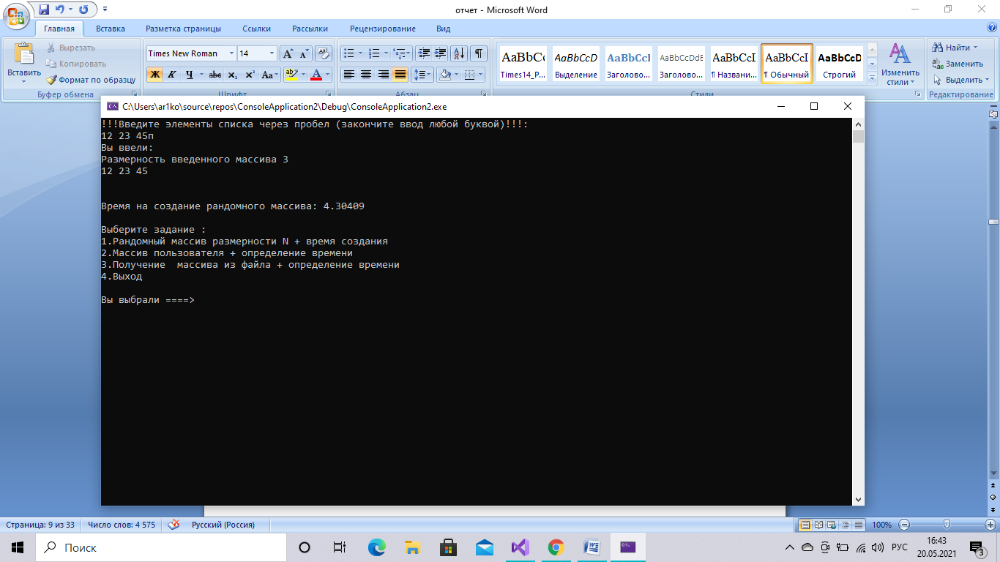 отчет - Microsoft Word
Главная Вставка Разметка страницы Ссылки Рассылки Рецензирование Вид
Вставить
Вырезать
Копировать
Формат по образцу
Буфер обмена
Times New Roman 14
Ж К Ч abc x₂ x² Aa
Шрифт
Абзац
AaBbCc AaBbCcD AaBbCcI AaBbCcDdE AaBbCcI AaBbCcI AaBbCcD
Times14_Р... Выделение Заголово... Заголово... ¶ Названи... ¶ Обычный Строгий
Стили
Изменить
стили
Найти
Заменить
Выделить
Редактирование
C:\Users\ar1ko\source\repos\ConsoleApplication2\Debug\ConsoleApplication2.exe
!!!Введите элементы списка через пробел (закончите ввод любой буквой)!!!:
12 23 45п
Вы ввели:
Размерность введенного массива 3
12 23 45
Время на создание рандомного массива: 4.30409
Выберите задание :
1.Рандомный массив размерности N + время создания
2.Массив пользователя + определение времени
3.Получение  массива из файла + определение времени
4.Выход
Вы выбрали ====>
Страница: 9 из 33 Число слов: 4 575 Русский (Россия) 100%
Поиск
РУС
16:43
20.05.2021
3